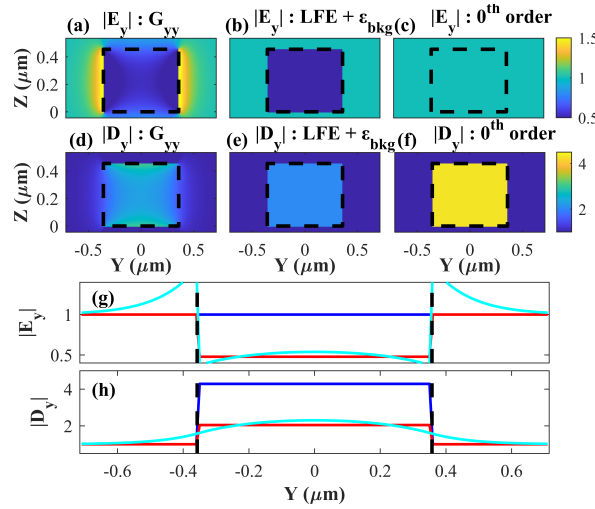 |E_y| : G_yy
|E_y| : LFE + ε_bkg
|E_y| : 0^th order
(a)
(b)
(c)
Z (μm)
0.4
0.2
0
1.5
1
0.5
|D_y| : G_yy
|D_y| : LFE + ε_bkg
|D_y| : 0^th order
(d)
(e)
(f)
Z (μm)
0.4
0.2
0
4
3
2
-0.5 0 0.5
-0.5 0 0.5
-0.5 0 0.5
Y (μm)
Y (μm)
Y (μm)
(g)
|E_y|
1
0.5
(h)
|D_y|
4
2
-0.6 -0.4 -0.2 0 0.2 0.4 0.6
Y (μm)